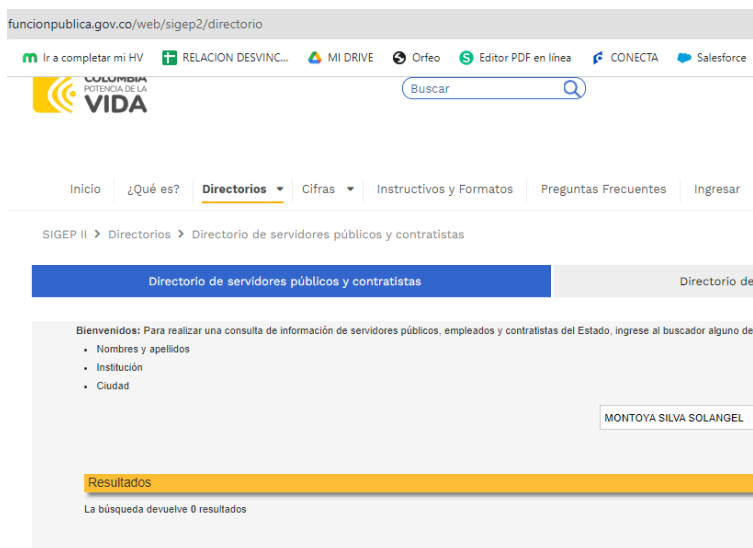 funcionpublica.gov.co/web/sigep2/directorio
Ir a completar mi HV RELACION DESVINC... MI DRIVE Orfeo Editor PDF en línea CONECTA Salesforce
COLOMBIA
POTENCIA DE LA
VIDA
Buscar
Inicio ¿Qué es? Directorios Cifras Instructivos y Formatos Preguntas Frecuentes Ingresar
SIGEP II > Directorios > Directorio de servidores públicos y contratistas
Directorio de servidores públicos y contratistas Directorio de
Bienvenidos: Para realizar una consulta de información de servidores públicos, empleados y contratistas del Estado, ingrese al buscador alguno de
• Nombres y apellidos
• Institución
• Ciudad
MONTOYA SILVA SOLANGEL
Resultados
La búsqueda devuelve 0 resultados